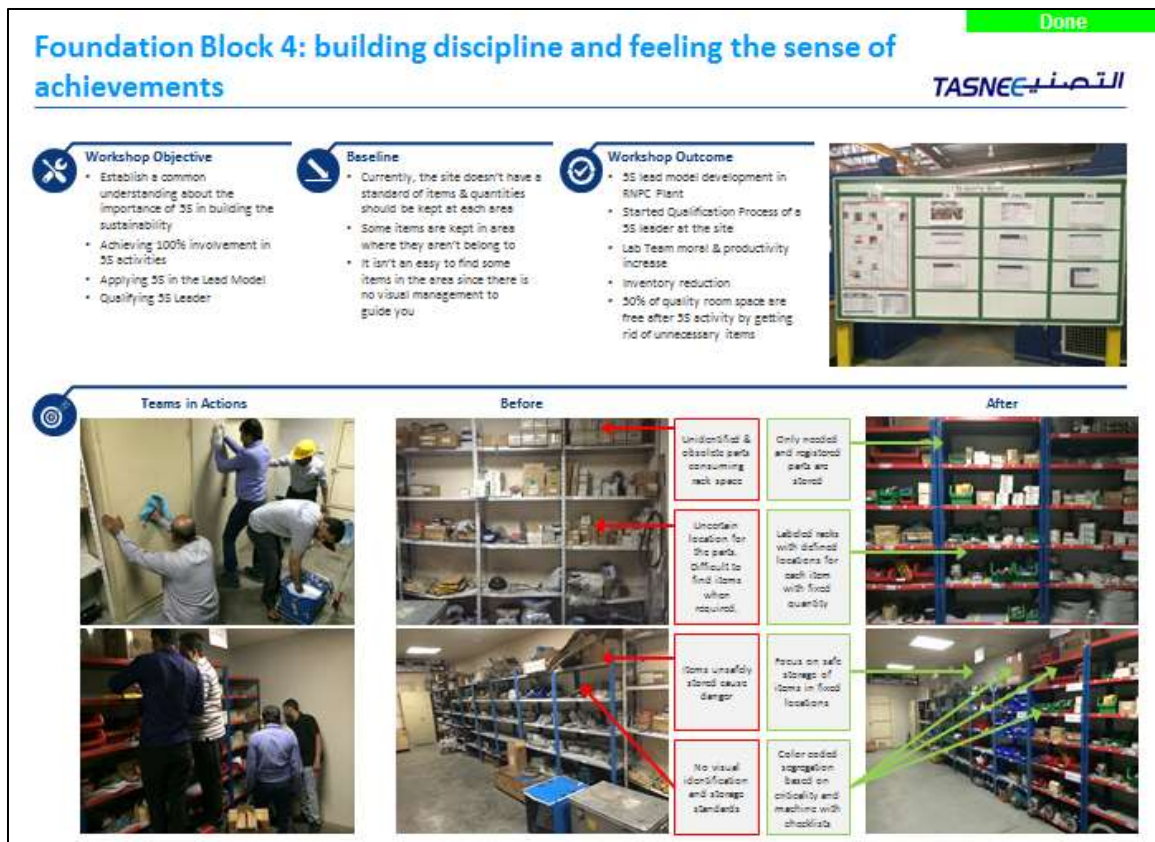 Done
Foundation Block 4: building discipline and feeling the sense of
achievements
TASNEE التصنيع
Workshop Objective
• Establish a common
understanding about the
importance of 5S in building the
sustainability
• Achieving 100% involvement in
5S activities
• Applying 5S in the Lead Model
• Qualifying 5S Leader
Baseline
• Currently, the site doesn't have a
standard of items & quantities
should be kept at each area
• Some items are kept in area
where they aren't belong to
• It isn't an easy to find some
items in the area since there is
no visual management to
guide you
Workshop Outcome
• 5S lead model development in
RNPC Plant
• Started Qualification Process of a
5S leader at the site
• Lab Team moral & productivity
increase
• Inventory reduction
• 30% of quality room space are
free after 5S activity by getting
rid of unnecessary items
Teams in Actions
Before
After
Unidentified &
obsolete parts
consuming
rack space
Only needed
and registered
parts are
stored
Uncertain
location for
the parts.
Difficult to
find items
when
required.
Labeled racks
with defined
locations for
each item
with fixed
quantity
Items unsafely
stored cause
danger
Focus on safe
storage of
items in fixed
locations
No visual
identification
and storage
standards
Color coded
segregation
based on
criticality and
machine with
checklists